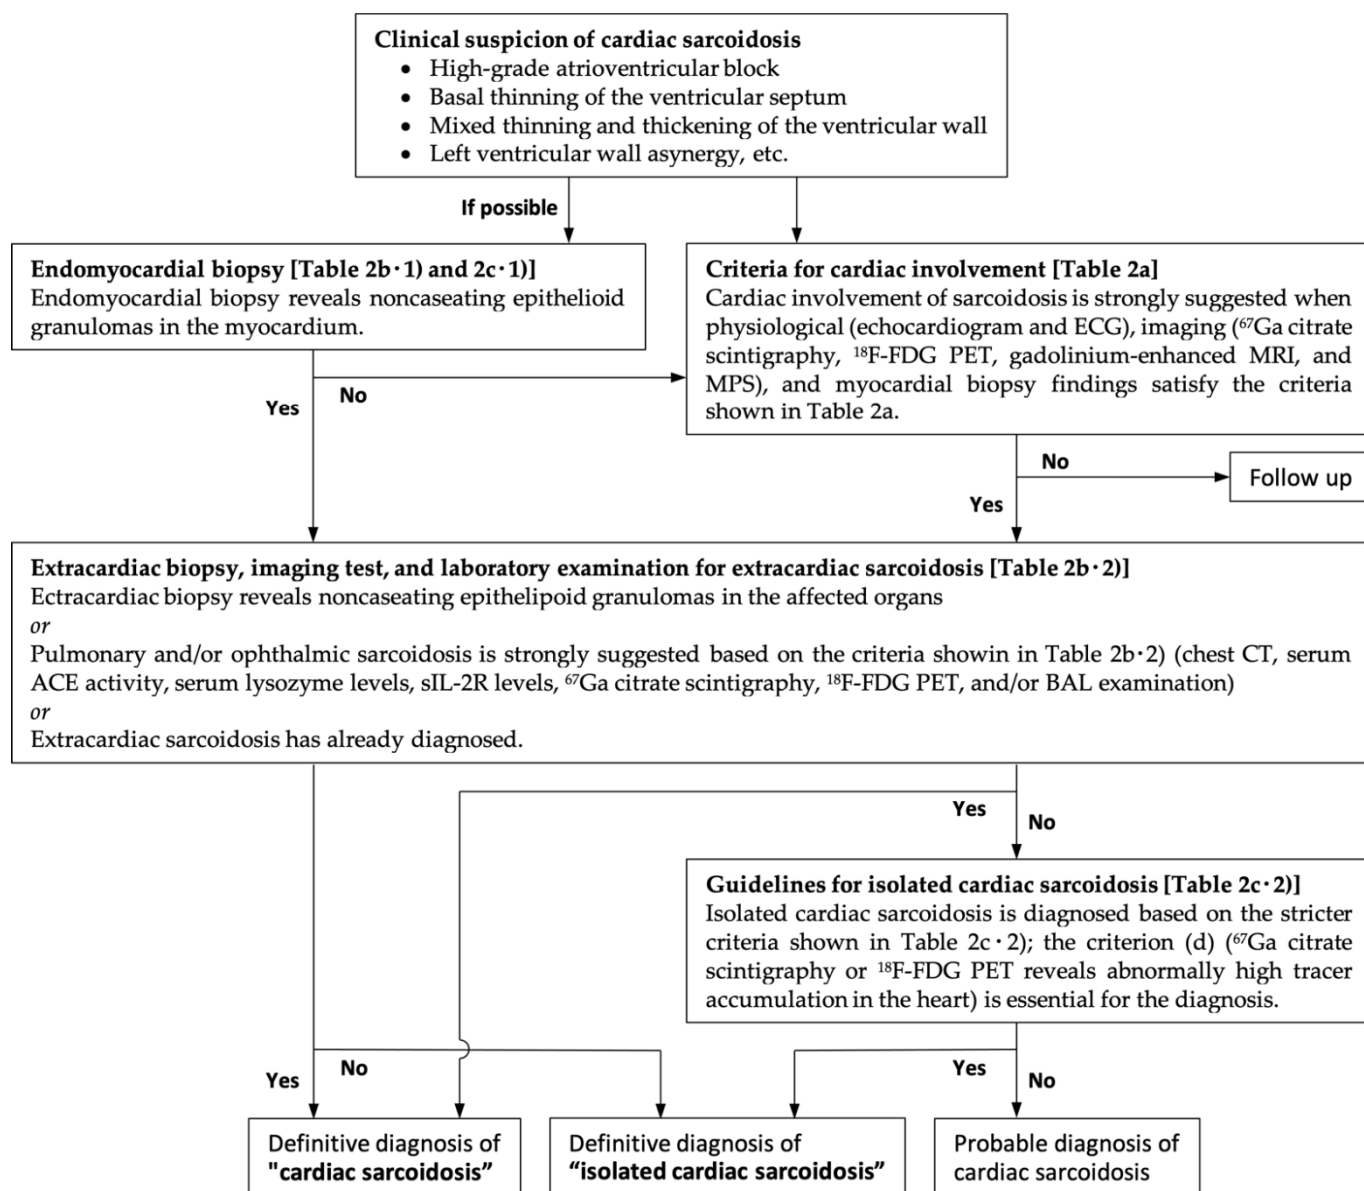 Clinical suspicion of cardiac sarcoidosis
• High-grade atrioventricular block
• Basal thinning of the ventricular septum
• Mixed thinning and thickening of the ventricular wall
• Left ventricular wall asynergy, etc.
If possible
Endomyocardial biopsy [Table 2b·1) and 2c·1)]
Endomyocardial biopsy reveals noncaseating epithelioid
granulomas in the myocardium.
Criteria for cardiac involvement [Table 2a]
Cardiac involvement of sarcoidosis is strongly suggested when
physiological (echocardiogram and ECG), imaging (⁶⁷Ga citrate
scintigraphy, ¹⁸F-FDG PET, gadolinium-enhanced MRI, and
MPS), and myocardial biopsy findings satisfy the criteria
shown in Table 2a.
Yes
No
No
Follow up
Yes
Extracardiac biopsy, imaging test, and laboratory examination for extracardiac sarcoidosis [Table 2b·2)]
Ectracardiac biopsy reveals noncaseating epithelipoid granulomas in the affected organs
or
Pulmonary and/or ophthalmic sarcoidosis is strongly suggested based on the criteria showin in Table 2b·2) (chest CT, serum
ACE activity, serum lysozyme levels, sIL-2R levels, ⁶⁷Ga citrate scintigraphy, ¹⁸F-FDG PET, and/or BAL examination)
or
Extracardiac sarcoidosis has already diagnosed.
Yes
No
Guidelines for isolated cardiac sarcoidosis [Table 2c·2)]
Isolated cardiac sarcoidosis is diagnosed based on the stricter
criteria shown in Table 2c·2); the criterion (d) (⁶⁷Ga citrate
scintigraphy or ¹⁸F-FDG PET reveals abnormally high tracer
accumulation in the heart) is essential for the diagnosis.
Yes
No
Yes
No
Definitive diagnosis of
"cardiac sarcoidosis”
Definitive diagnosis of
“isolated cardiac sarcoidosis”
Probable diagnosis of
cardiac sarcoidosis